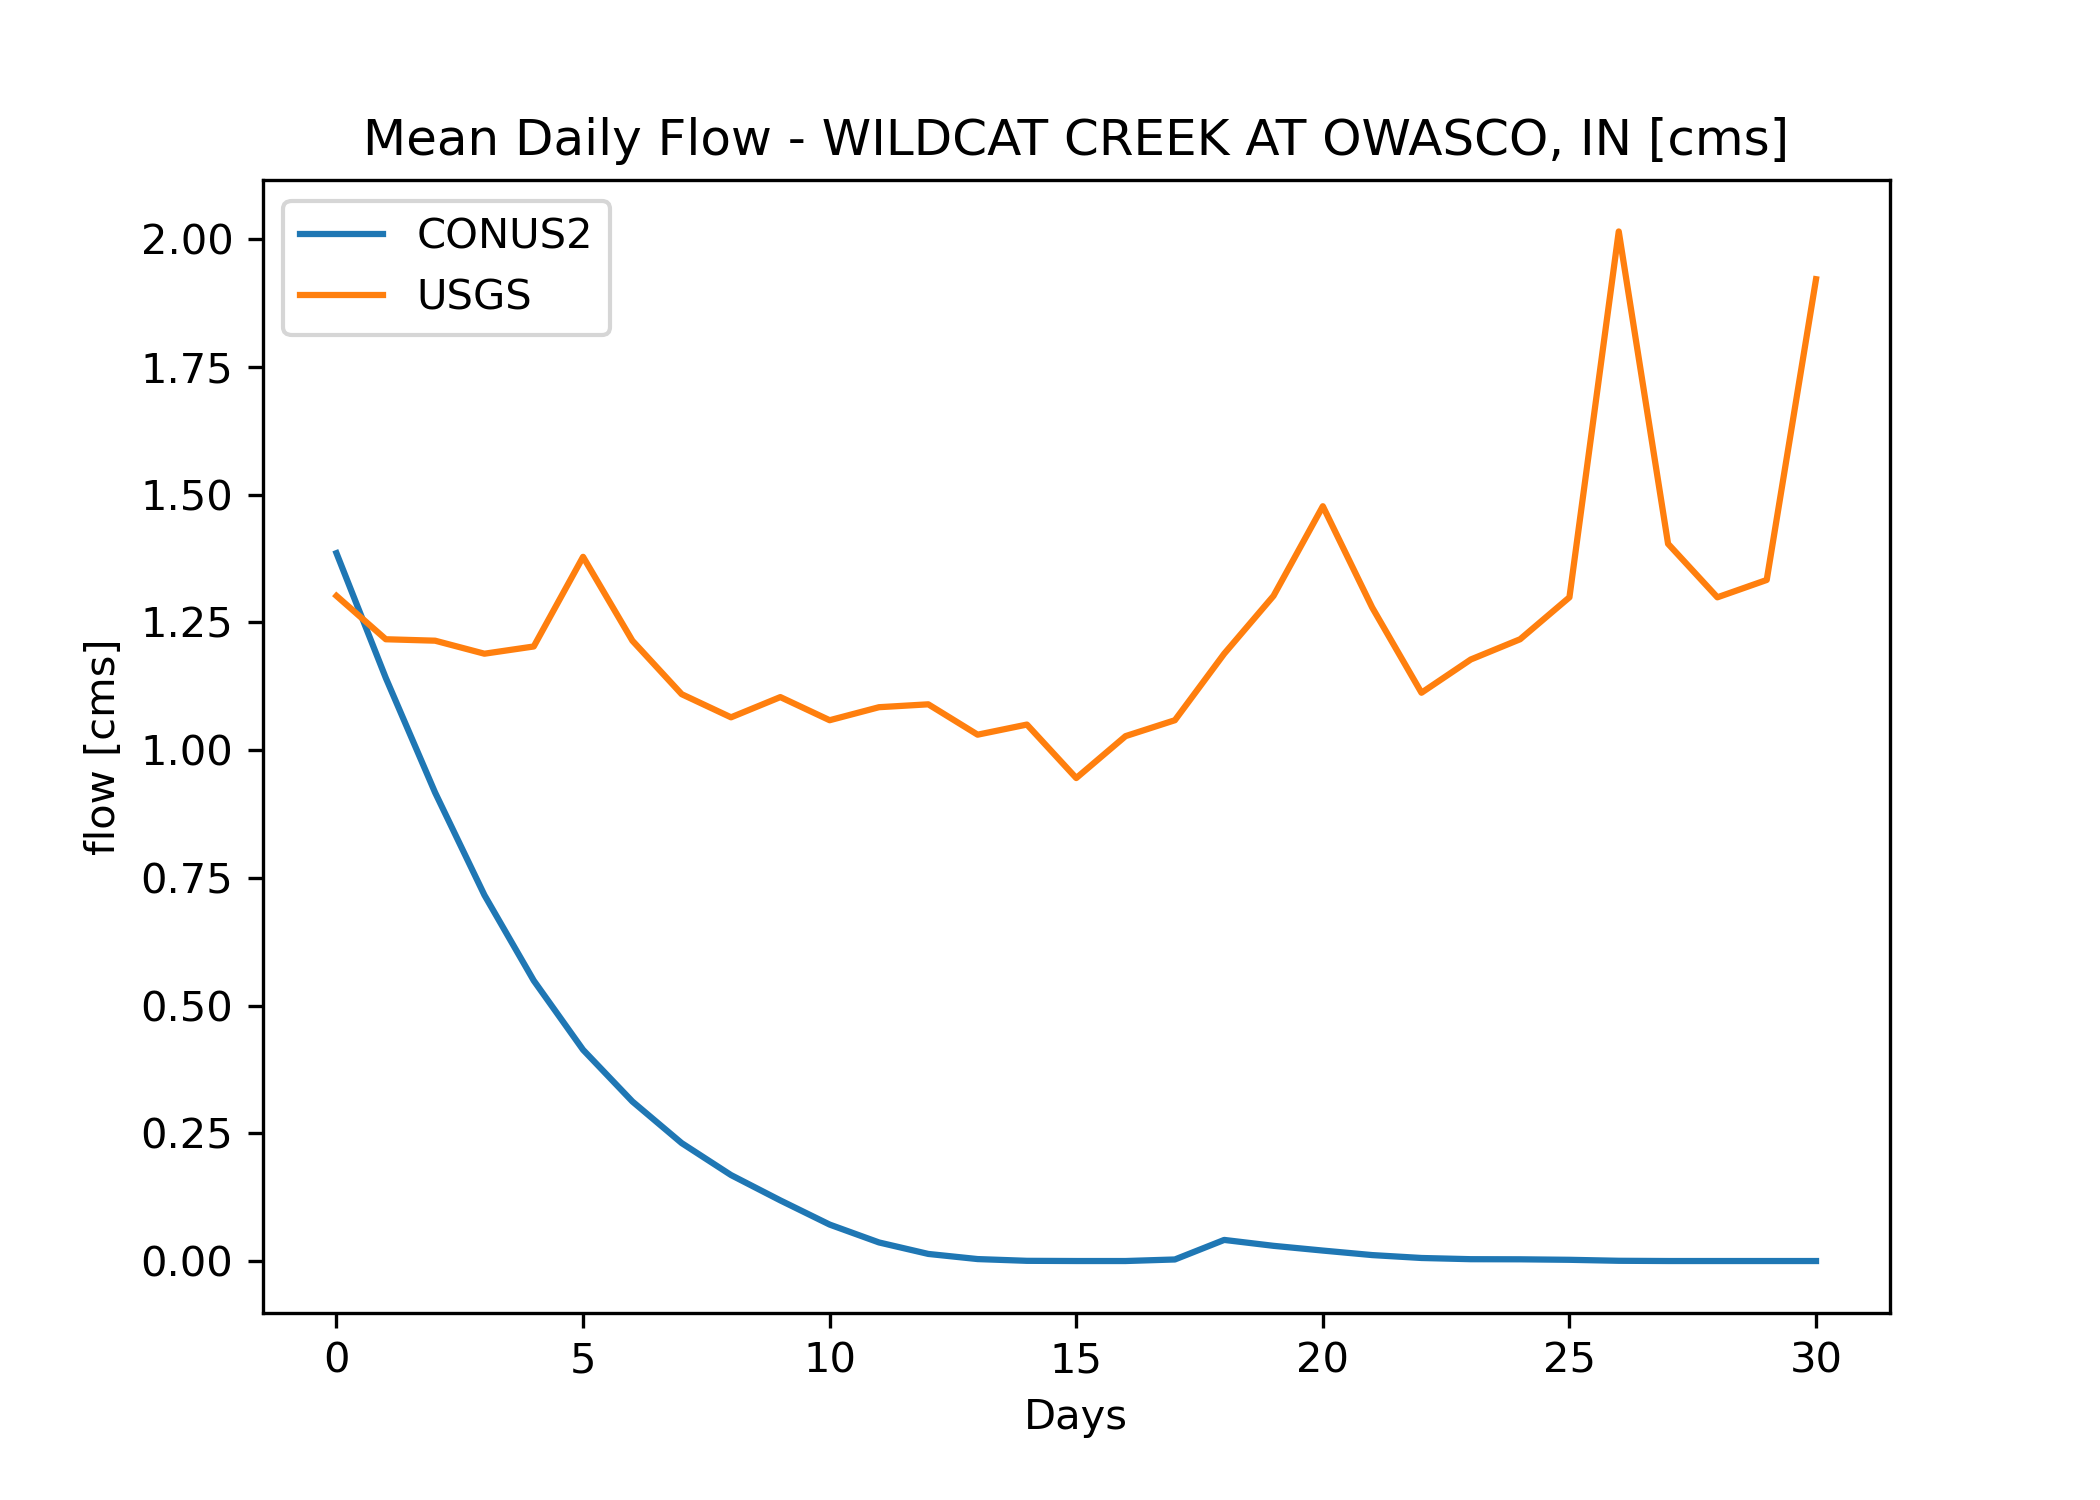 Mean Daily Flow - WILDCAT CREEK AT OWASCO, IN [cms]
CONUS2
USGS
2.00
1.75
1.50
1.25
1.00
0.75
0.50
0.25
0.00
flow [cms]
0 5 10 15 20 25 30
Days